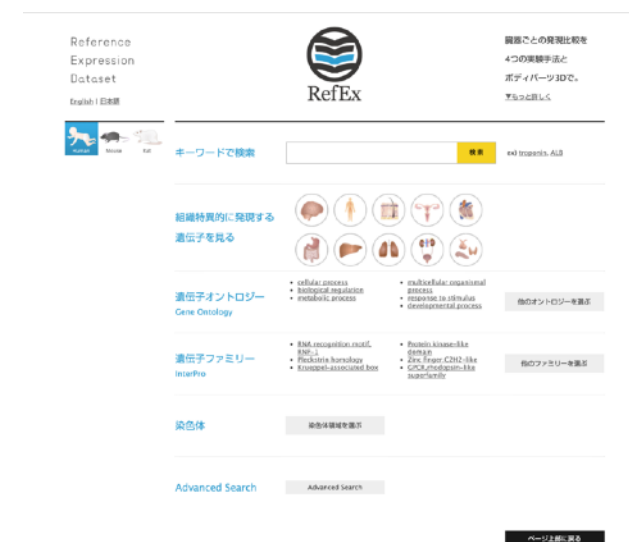 Reference
Expression
Dataset
English | 日本語
RefEx
臓器ごとの発現比較を
4つの実験手法と
ボディパーツ3Dで。
▼もっと詳しく
Human
Mouse
Rat
キーワードで検索
検索
ex) troponin, ALB
組織特異的に発現する
遺伝子を見る
遺伝子オントロジー
Gene Ontology
• cellular process
• biological regulation
• metabolic process
• multicellular organismal
process
• response to stimulus
• developmental process
他のオントロジーを選ぶ
遺伝子ファミリー
InterPro
• RNA recognition motif,
RNP-1
• Pleckstrin homology
• Krueppel-associated box
• Protein kinase-like
domain
• Zinc finger,C2H2-like
• GPCR,rhodopsin-like
superfamily
他のファミリーを選ぶ
染色体
染色体領域を選ぶ
Advanced Search
Advanced Search
ページ上部に戻る